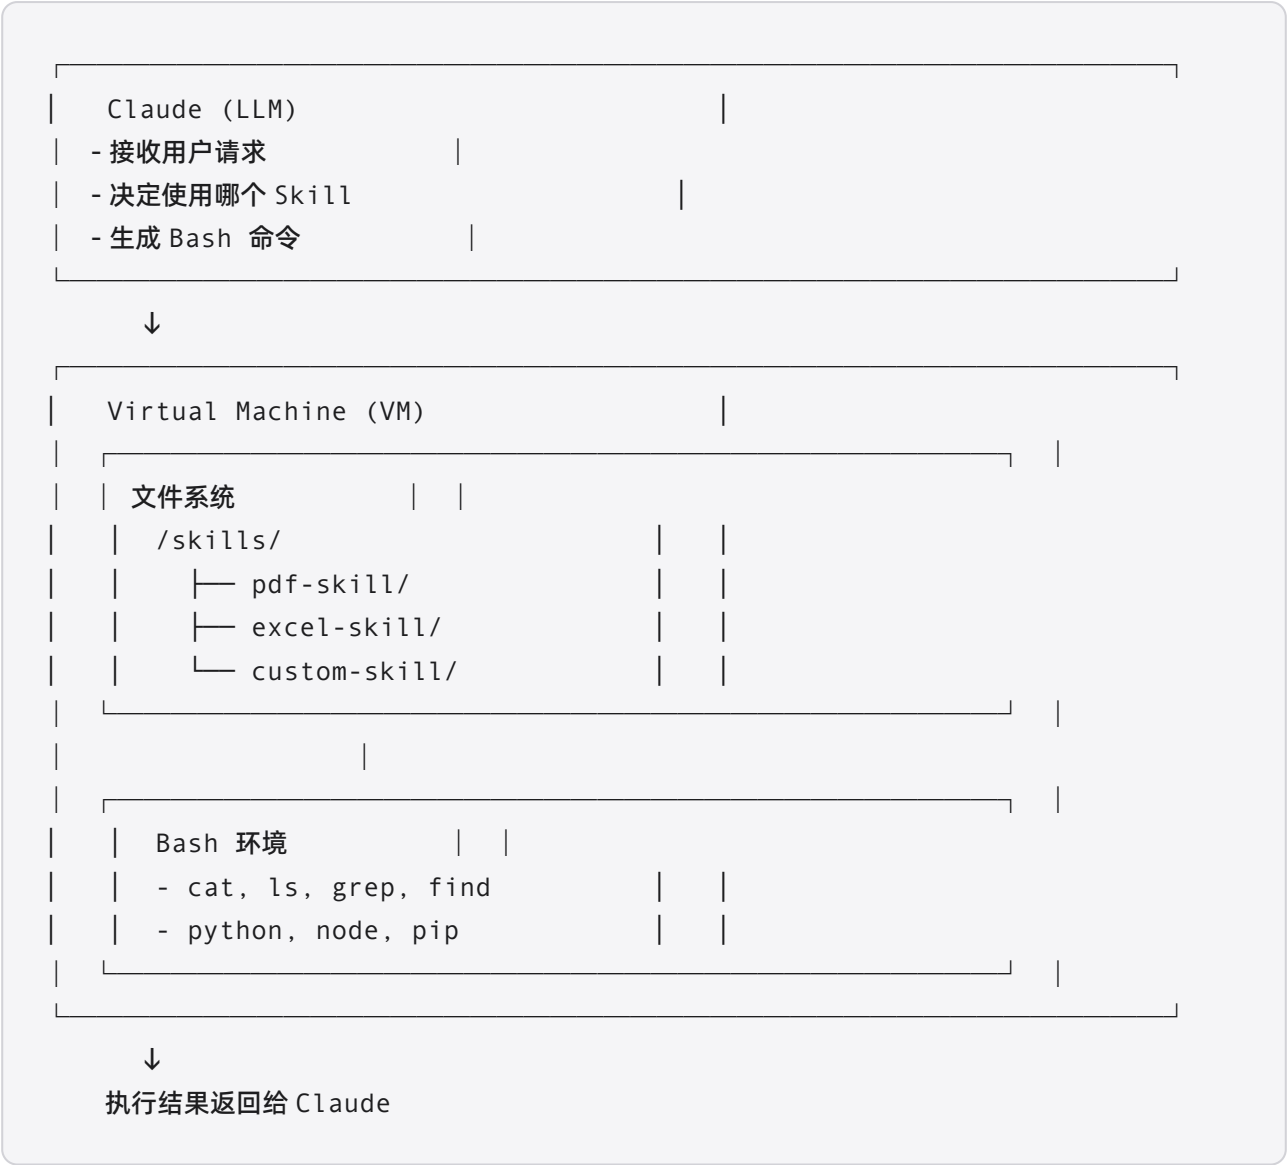 Claude (LLM)
- 接收用户请求
- 决定使用哪个 Skill
- 生成 Bash 命令
↓
Virtual Machine (VM)
文件系统
/skills/
├── pdf-skill/
├── excel-skill/
└── custom-skill/
Bash 环境
- cat, ls, grep, find
- python, node, pip
↓
执行结果返回给 Claude